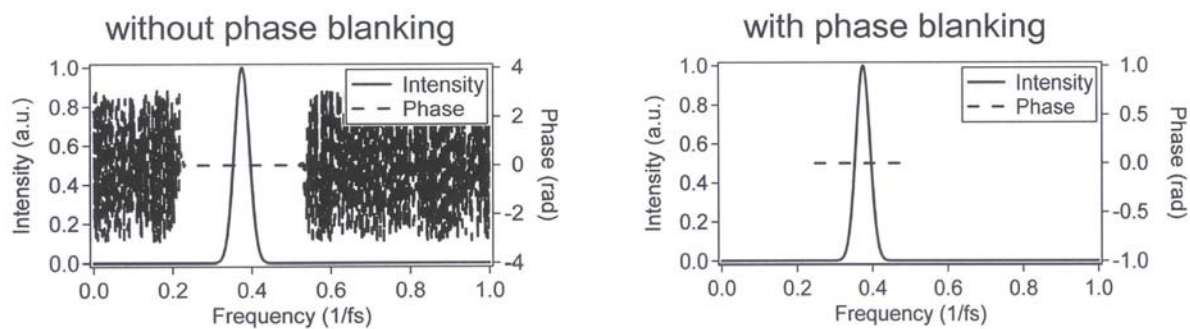 without phase blanking
Intensity (a.u.)
1.0
0.8
0.6
0.4
0.2
0.0
Intensity
Phase
4
2
0
-2
-4
Phase (rad)
0.0 0.2 0.4 0.6 0.8 1.0
Frequency (1/fs)
with phase blanking
Intensity (a.u.)
1.0
0.8
0.6
0.4
0.2
0.0
Intensity
Phase
1.0
0.5
0.0
-0.5
-1.0
Phase (rad)
0.0 0.2 0.4 0.6 0.8 1.0
Frequency (1/fs)